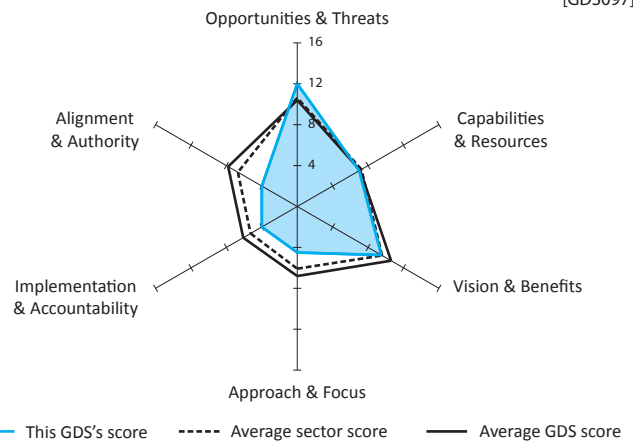 [GDS097]
Opportunities & Threats
16
12
8
4
Alignment
& Authority
Capabilities
& Resources
Implementation
& Accountability
Vision & Benefits
Approach & Focus
This GDS's score
Average sector score
Average GDS score